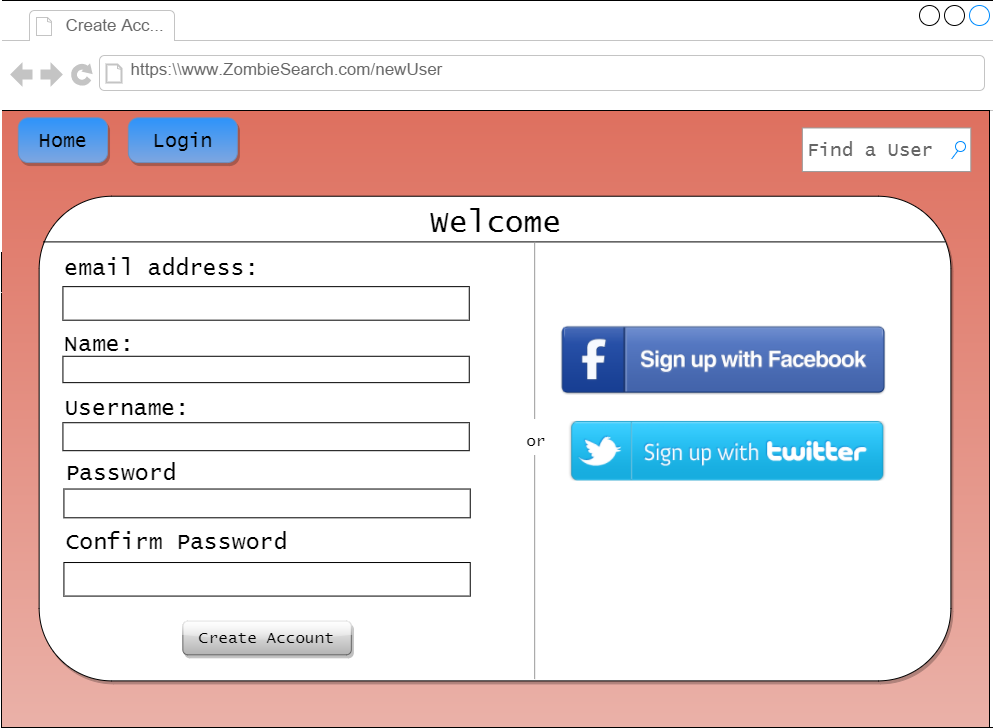 Create Acc...
https:\\www.ZombieSearch.com/newUser
Home
Login
Find a User
Welcome
email address:
Name:
Username:
Password
Confirm Password
Create Account
or
f Sign up with Facebook
Sign up with twitter